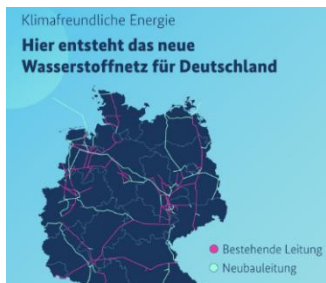 Klimafreundliche Energie
Hier entsteht das neue
Wasserstoffnetz für Deutschland
Bestehende Leitung
Neubauleitung